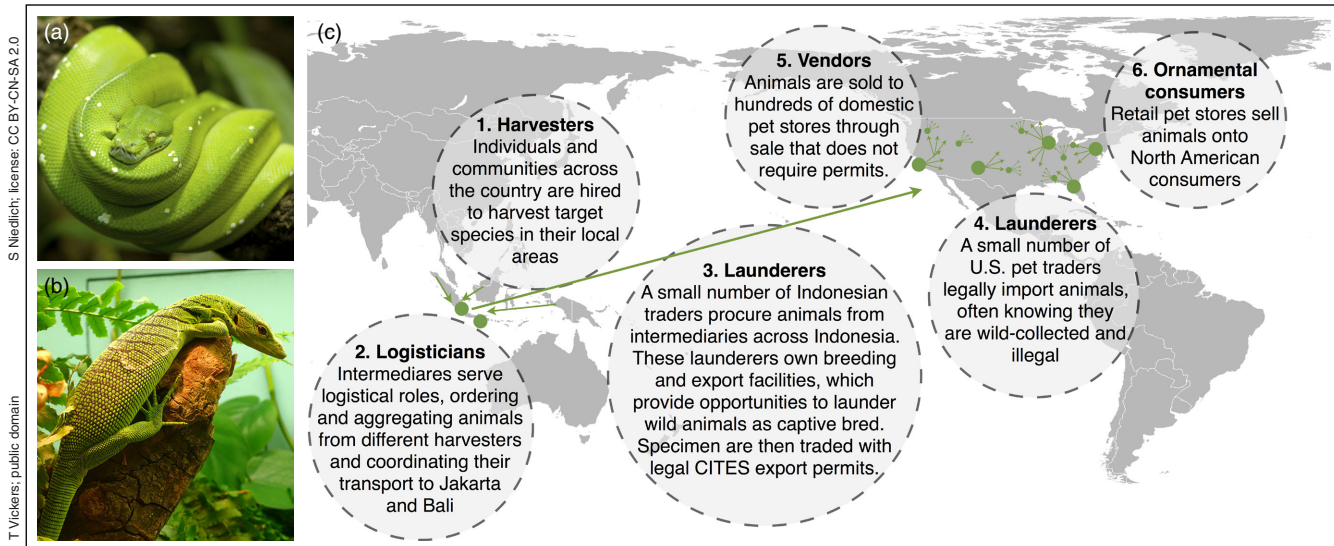 S Niedlich; license: CC BY-CN-SA 2.0
T Vickers; public domain
(a)
(b)
(c)
1. Harvesters
Individuals and
communities across
the country are hired
to harvest target
species in their local
areas
2. Logisticians
Intermediares serve
logistical roles, ordering
and aggregating animals
from different harvesters
and coordinating their
transport to Jakarta
and Bali
3. Launderers
A small number of Indonesian
traders procure animals from
intermediaries across Indonesia.
These launderers own breeding
and export facilities, which
provide opportunities to launder
wild animals as captive bred.
Specimen are then traded with
legal CITES export permits.
4. Launderers
A small number of
U.S. pet traders
legally import animals,
often knowing they
are wild-collected and
illegal
5. Vendors
Animals are sold to
hundreds of domestic
pet stores through
sale that does not
require permits.
6. Ornamental
consumers
Retail pet stores sell
animals onto
North American
consumers